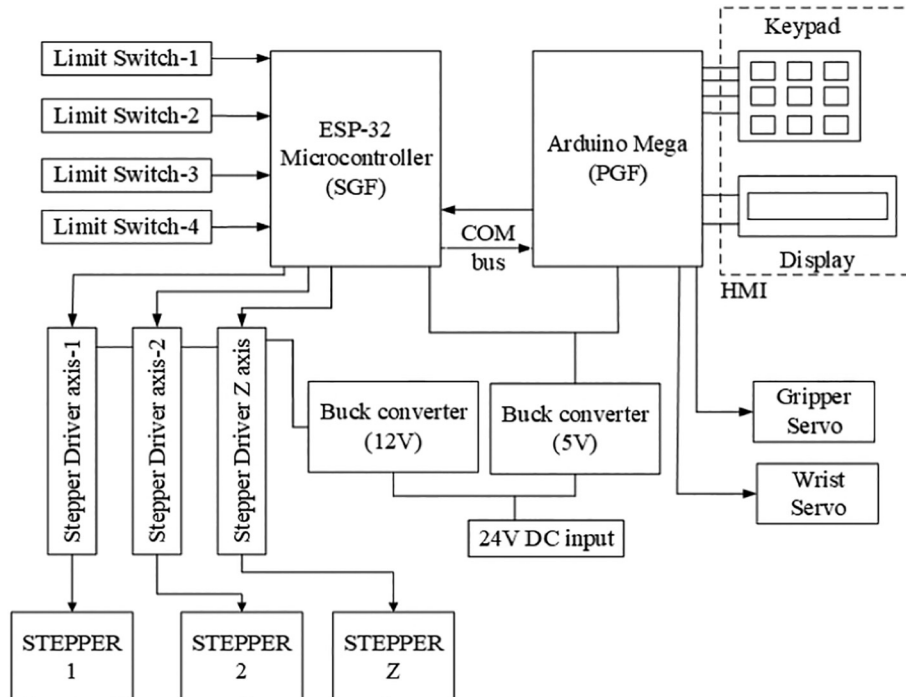 Limit Switch-1
Limit Switch-2
Limit Switch-3
Limit Switch-4
ESP-32
Microcontroller
(SGF)
Arduino Mega
(PGF)
Keypad
Display
HMI
COM
bus
Stepper Driver axis-1
Stepper Driver axis-2
Stepper Driver Z axis
Buck converter
(12V)
Buck converter
(5V)
24V DC input
Gripper
Servo
Wrist
Servo
STEPPER
1
STEPPER
2
STEPPER
Z